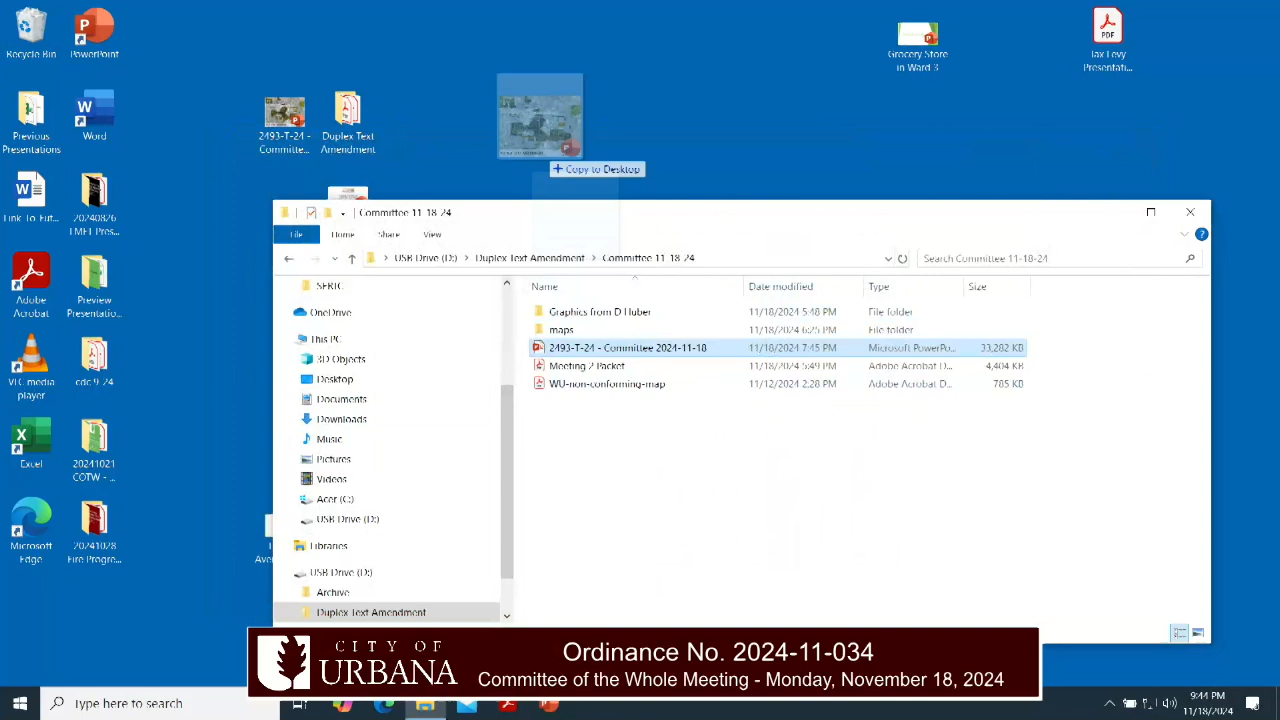 Recycle Bin
PowerPoint
Grocery Store
in Ward 3
PDF
Tax Levy
Presentati...
Previous
Presentations
Word
2493-T-24 -
Committe...
Duplex Text
Amendment
Copy to Desktop
Link-To-Fut...
20240826
Pres...
Committee 11-18-24
File
Home
Share
View
USB Drive (D:)
Duplex Text Amendment
Committee 11-18-24
Search Committee 11-18-24
Adobe
Acrobat
Preview
Presentatio...
Name
Date modified
Type
Size
SERIC
OneDrive
This PC
3D Objects
Desktop
Documents
Downloads
Music
Pictures
Videos
Acer (C:)
USB Drive (D:)
Libraries
USB Drive (D:)
Archive
Duplex Text Amendment
Graphics from D Huber
11/18/2024 5:48 PM
File folder
maps
11/18/2024 6:25 PM
File folder
2493-T-24 - Committee 2024-11-18
11/18/2024 7:45 PM
Microsoft PowerPo...
33,282 KB
Meeting 2 Packet
11/18/2024 5:49 PM
Adobe Acrobat D...
4,404 KB
WU-non-conforming-map
11/12/2024 2:28 PM
Adobe Acrobat D...
785 KB
VLC media
player
cdc 9-24
Excel
20241021
COTW - ...
Microsoft
Edge
20241028
Fire Progre...
CITY OF
URBANA
Ordinance No. 2024-11-034
Committee of the Whole Meeting - Monday, November 18, 2024
Type here to search
9:44 PM
11/18/2024